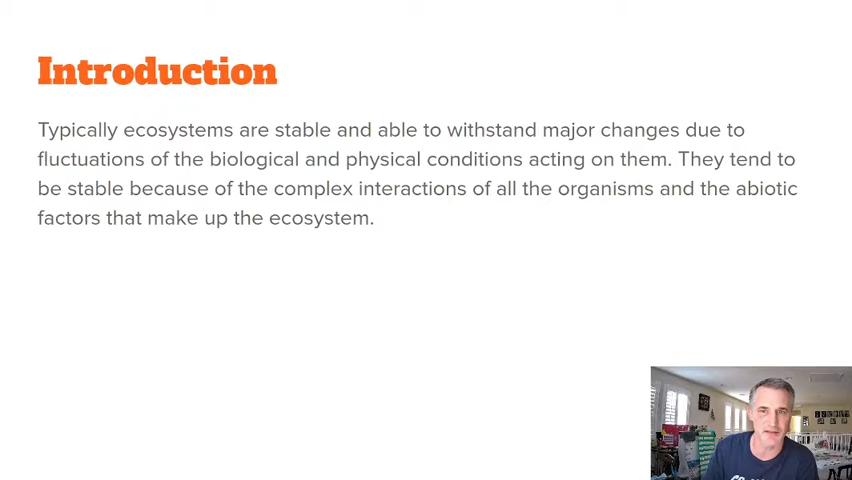 Introduction
Typically ecosystems are stable and able to withstand major changes due to
fluctuations of the biological and physical conditions acting on them. They tend to
be stable because of the complex interactions of all the organisms and the abiotic
factors that make up the ecosystem.